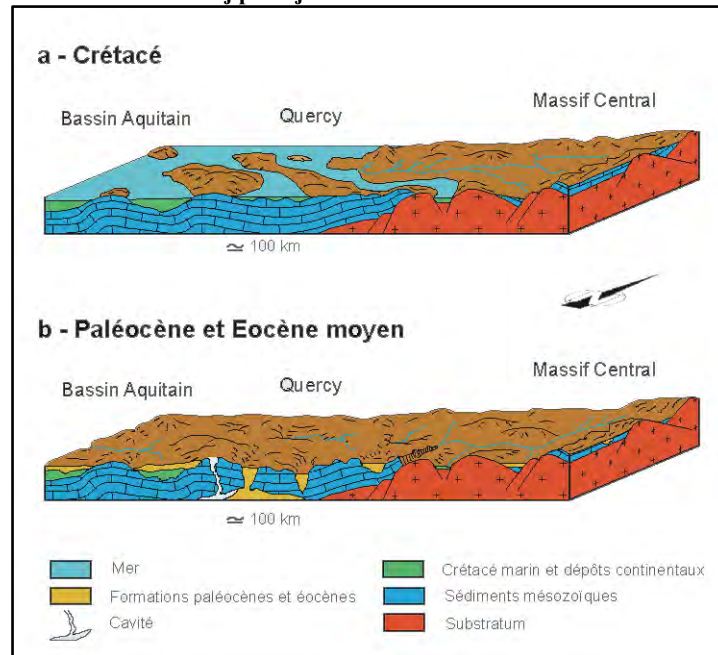 a - Crétacé
Massif Central
Bassin Aquitain Quercy
≃ 100 km
b - Paléocène et Eocène moyen
Massif Central
Bassin Aquitain Quercy
≃ 100 km
Mer Crétacé marin et dépôts continentaux
Formations paléocènes et éocènes Sédiments mésozoïques
Cavité Substratum